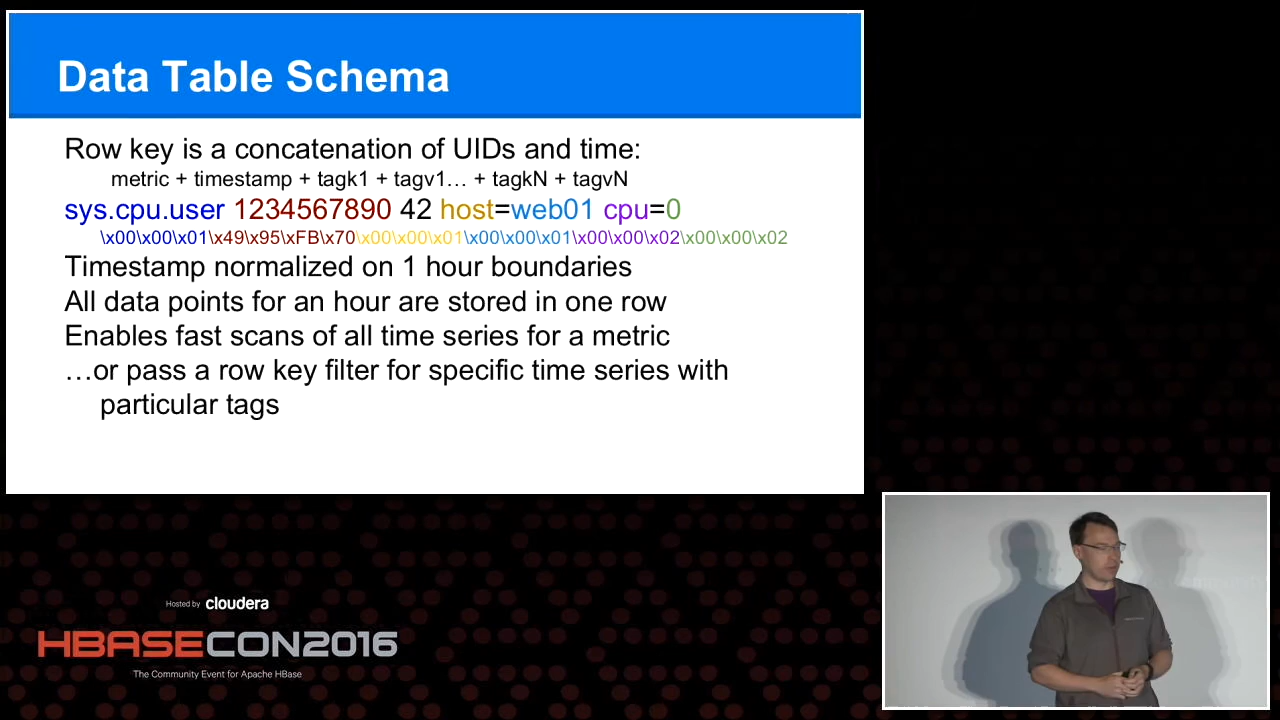 Data Table Schema
Row key is a concatenation of UIDs and time:
metric + timestamp + tagk1 + tagv1… + tagkN + tagvN
sys.cpu.user 1234567890 42 host=web01 cpu=0
\x00\x00\x01\x49\x95\xFB\x70\x00\x00\x01\x00\x00\x01\x00\x00\x02\x00\x00\x02
Timestamp normalized on 1 hour boundaries
All data points for an hour are stored in one row
Enables fast scans of all time series for a metric
…or pass a row key filter for specific time series with
particular tags
Hosted by cloudera
HBASECON2016
The Community Event for Apache HBase